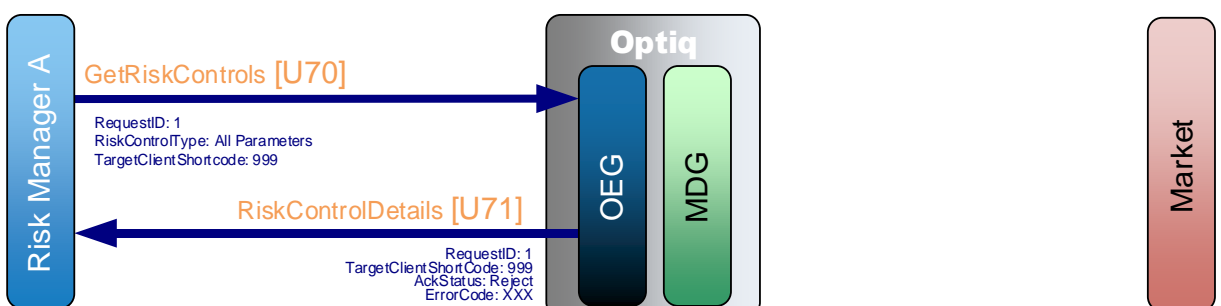 Risk Manager A
GetRiskControls [U70]
RequestID: 1
RiskControlType: All Parameters
TargetClientShortcode: 999
RiskControlDetails [U71]
RequestID: 1
TargetClientShortCode: 999
AckStatus: Reject
ErrorCode: XXX
Optiq
OEG
MDG
Market